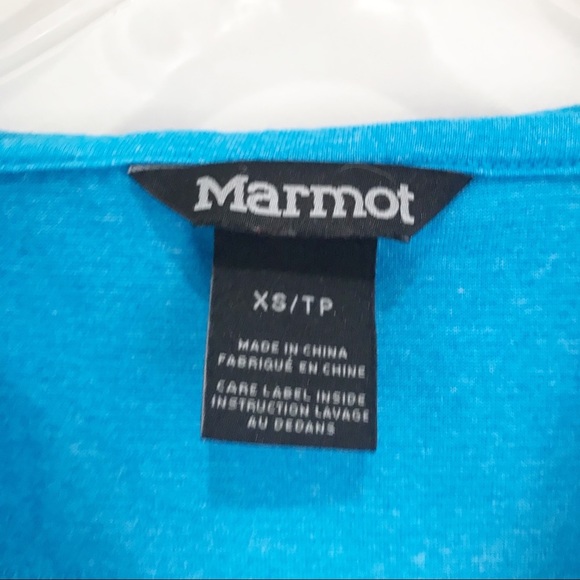 Marmot
XS/TP
MADE IN CHINA
FABRIQUÉ EN CHINE
CARE LABEL INSIDE
INSTRUCTION LAVAGE
AU DEDANS